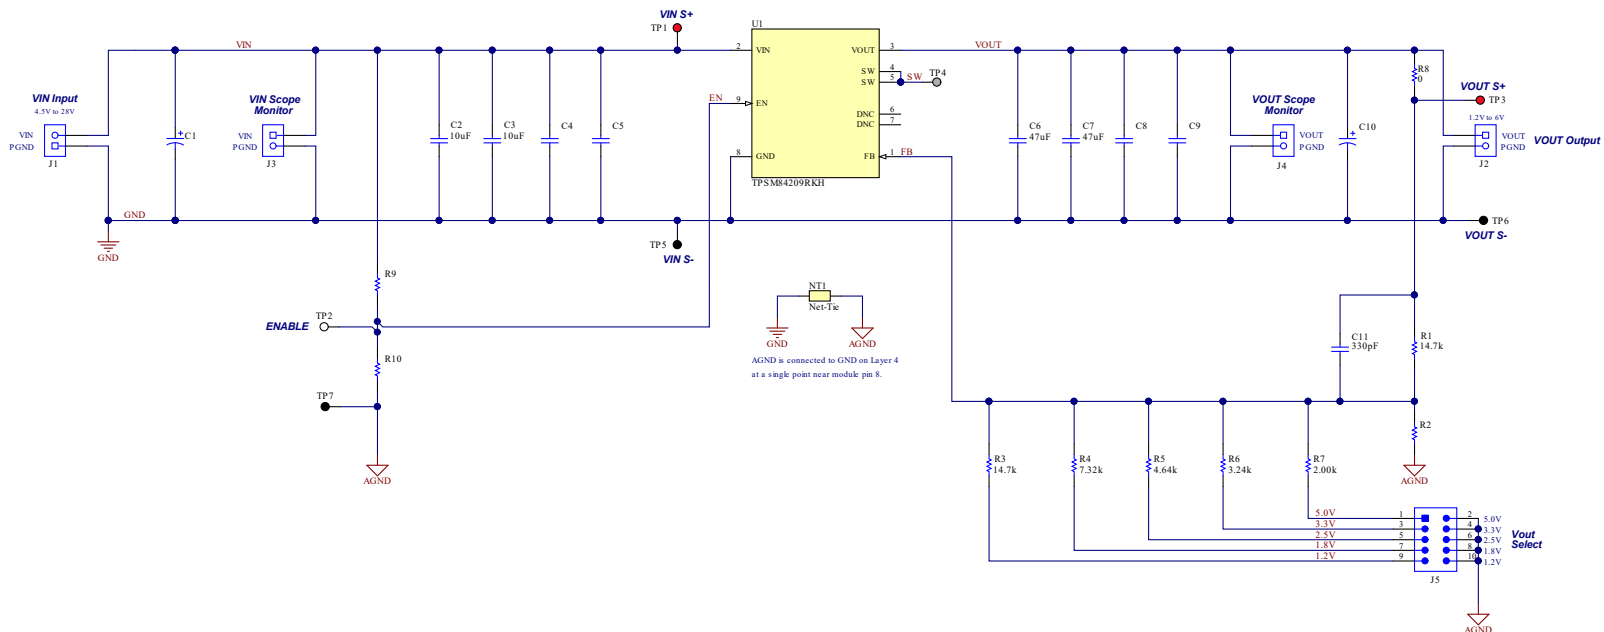 VIN S+
TP1
U1
VIN
2
VIN
VOUT
3
VOUT
4
SW
5
SW
SW
TP4
R8
0
VOUT S+
TP3
1.2V to 6V
VIN Input
4.5V to 28V
VIN
PGND
J1
C1
VIN Scope
Monitor
VIN
PGND
J3
C2
10uF
C3
10uF
C4
C5
EN
9
EN
DNC
6
DNC
7
8
GND
FB
1
FB
TPSM84209RKH
C6
47uF
C7
47uF
C8
C9
VOUT Scope
Monitor
VOUT
PGND
J4
C10
VOUT
PGND
J2
VOUT Output
GND
GND
TP5
VIN S-
TP6
VOUT S-
R9
TP2
ENABLE
R10
TP7
AGND
NT1
Net-Tie
GND
AGND
AGND is connected to GND on Layer 4
at a single point near module pin 8.
C11
330pF
R1
14.7k
R2
AGND
R3
14.7k
R4
7.32k
R5
4.64k
R6
3.24k
R7
2.00k
5.0V
1
2
5.0V
3.3V
3
4
3.3V
2.5V
5
6
2.5V
1.8V
7
8
1.8V
1.2V
9
10
1.2V
Vout
Select
J5
AGND